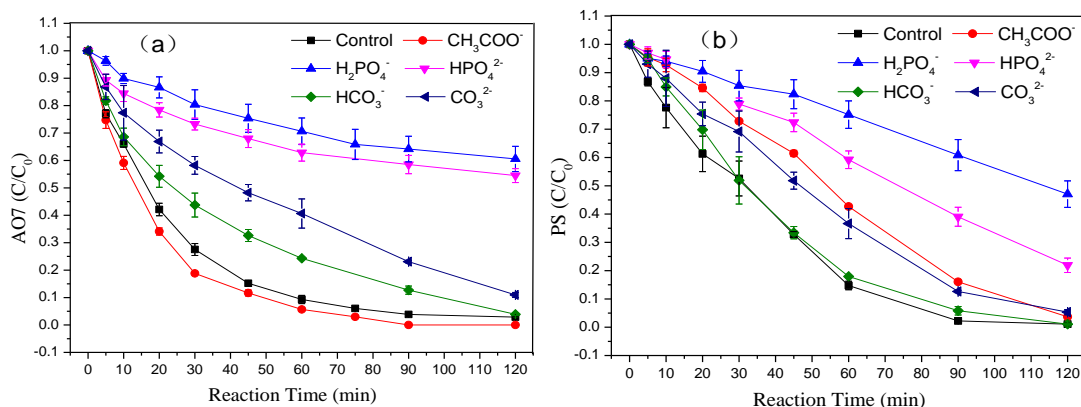 (a)
Control
CH₃COO⁻
H₂PO₄⁻
HPO₄²⁻
HCO₃⁻
CO₃²⁻
AO7 (C/C₀)
1.1
1.0
0.9
0.8
0.7
0.6
0.5
0.4
0.3
0.2
0.1
0.0
-0.1
0 10 20 30 40 50 60 70 80 90 100 110 120
Reaction Time (min)
(b)
Control
CH₃COO⁻
H₂PO₄⁻
HPO₄²⁻
HCO₃⁻
CO₃²⁻
PS (C/C₀)
1.1
1.0
0.9
0.8
0.7
0.6
0.5
0.4
0.3
0.2
0.1
0.0
-0.1
0 10 20 30 40 50 60 70 80 90 100 110 120
Reaction Time (min)